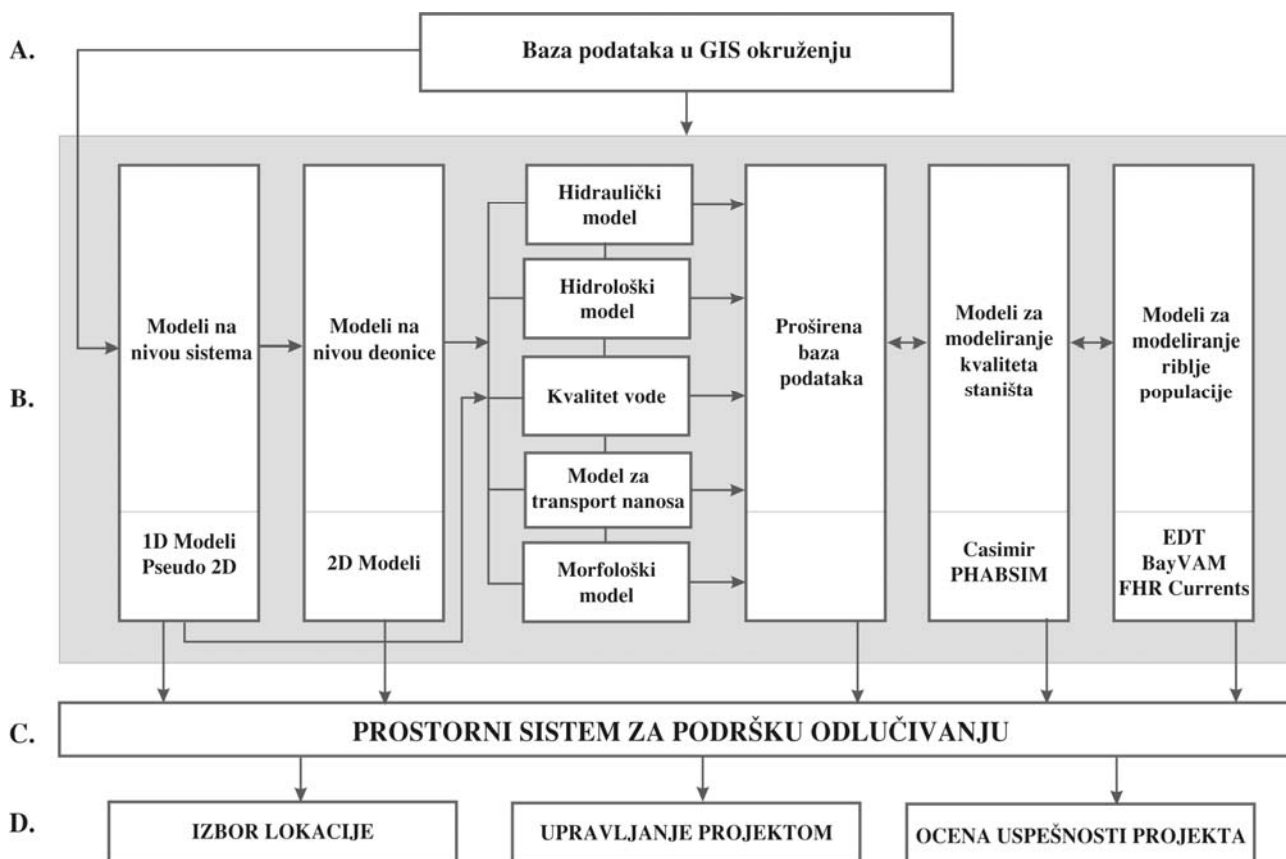 A.
Baza podataka u GIS okruženju
B.
Modeli na
nivou sistema
1D Modeli
Pseudo 2D
Modeli na
nivou deonice
2D Modeli
Hidraulički
model
Hidrološki
model
Kvalitet vode
Model za
transport nanosa
Morfološki
model
Proširena
baza
podataka
Modeli za
modeliranje
kvaliteta
staništa
Casimir
PHABSIM
Modeli za
modeliranje
riblje
populacije
EDT
BayVAM
FHR Currents
C.
PROSTORNI SISTEM ZA PODRŠKU ODLUČIVANJU
D.
IZBOR LOKACIJE
UPRAVLJANJE PROJEKTOM
OCENA USPEŠNOSTI PROJEKTA